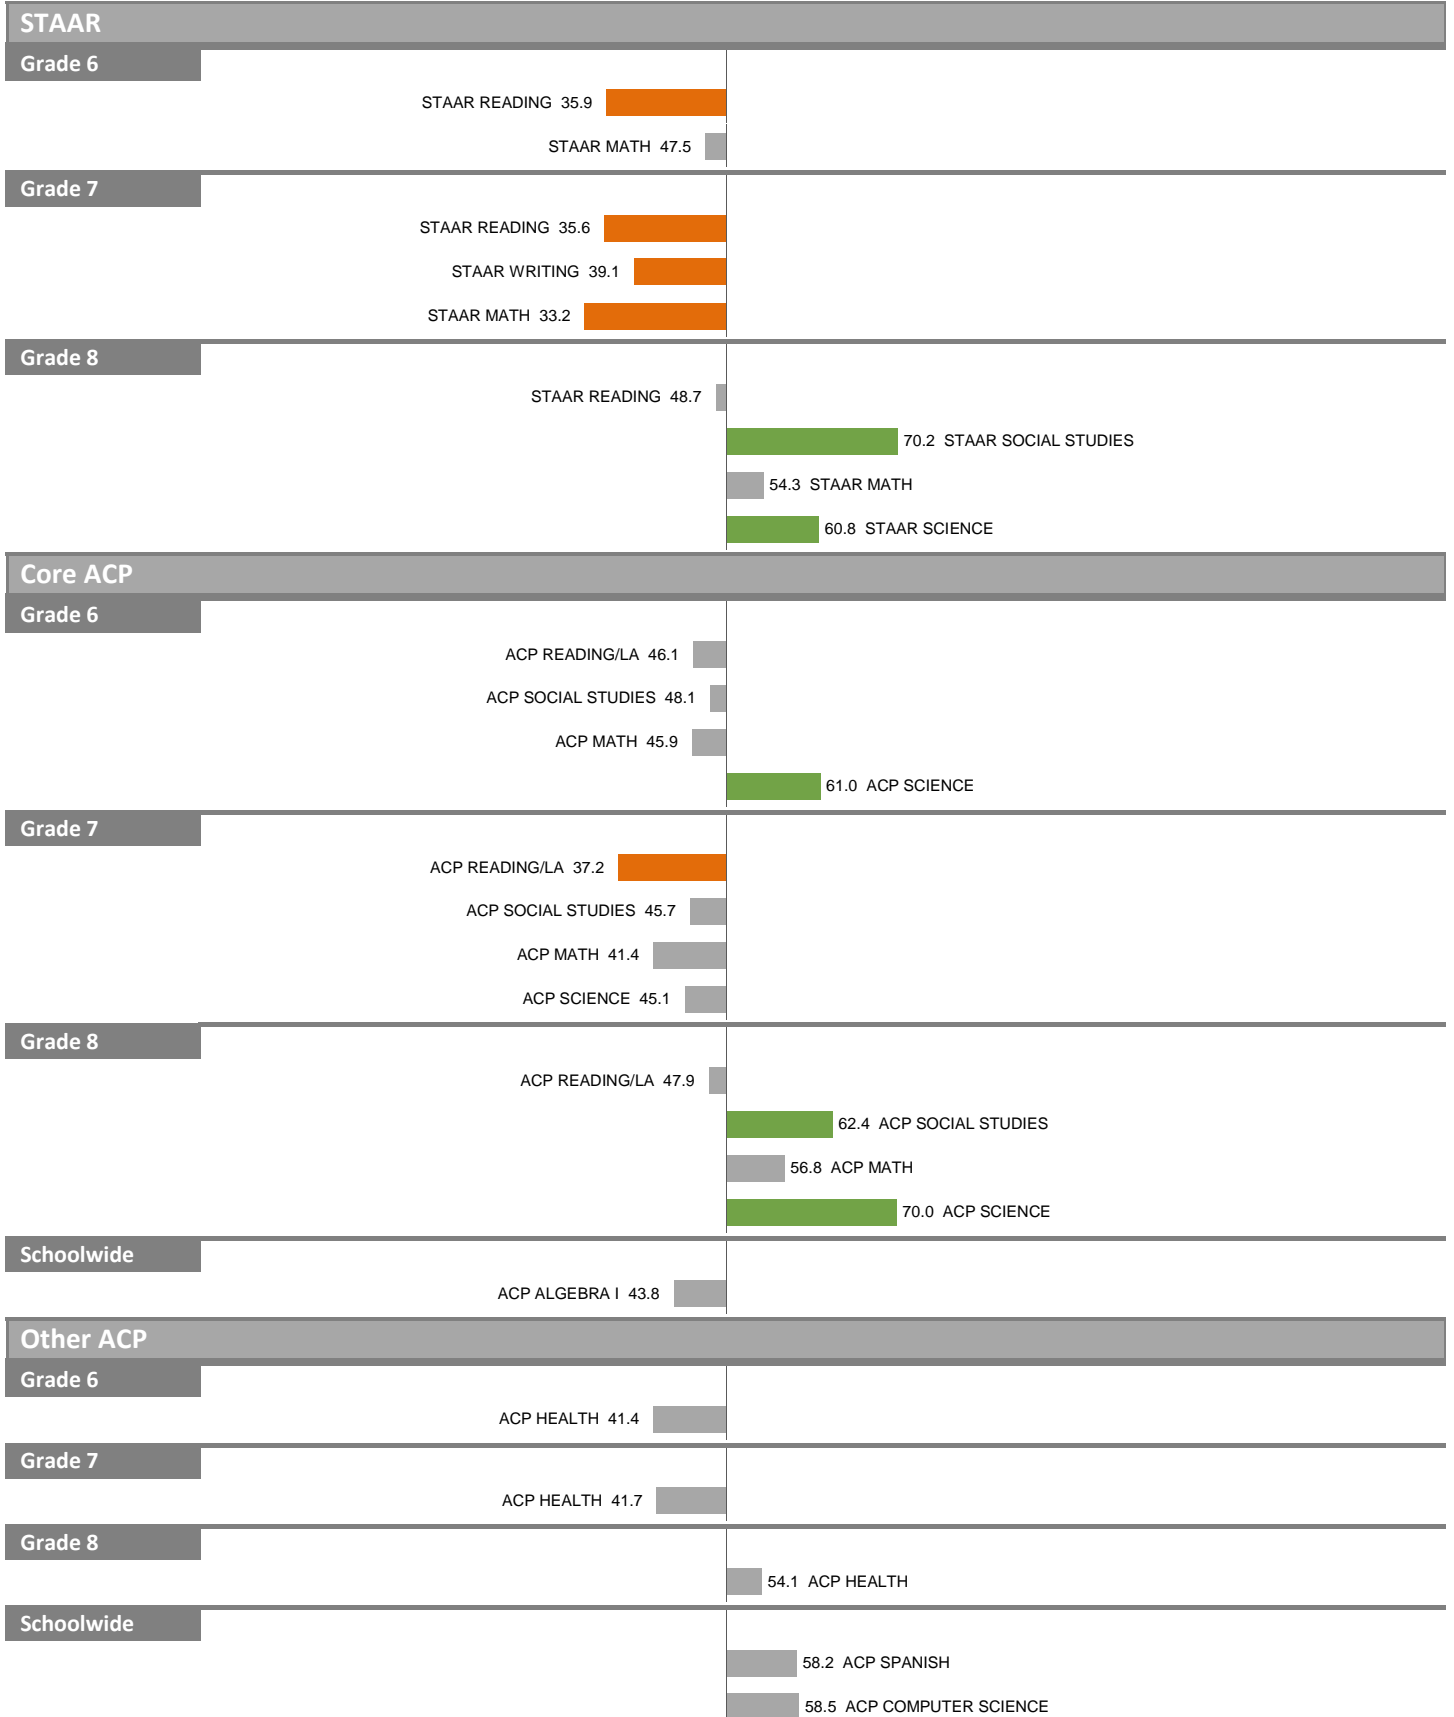 STAAR
Grade 6
STAAR READING 35.9
STAAR MATH 47.5
Grade 7
STAAR READING 35.6
STAAR WRITING 39.1
STAAR MATH 33.2
Grade 8
STAAR READING 48.7
70.2 STAAR SOCIAL STUDIES
54.3 STAAR MATH
60.8 STAAR SCIENCE
Core ACP
Grade 6
ACP READING/LA 46.1
ACP SOCIAL STUDIES 48.1
ACP MATH 45.9
61.0 ACP SCIENCE
Grade 7
ACP READING/LA 37.2
ACP SOCIAL STUDIES 45.7
ACP MATH 41.4
ACP SCIENCE 45.1
Grade 8
ACP READING/LA 47.9
62.4 ACP SOCIAL STUDIES
56.8 ACP MATH
70.0 ACP SCIENCE
Schoolwide
ACP ALGEBRA I 43.8
Other ACP
Grade 6
ACP HEALTH 41.4
Grade 7
ACP HEALTH 41.7
Grade 8
54.1 ACP HEALTH
Schoolwide
58.2 ACP SPANISH
58.5 ACP COMPUTER SCIENCE